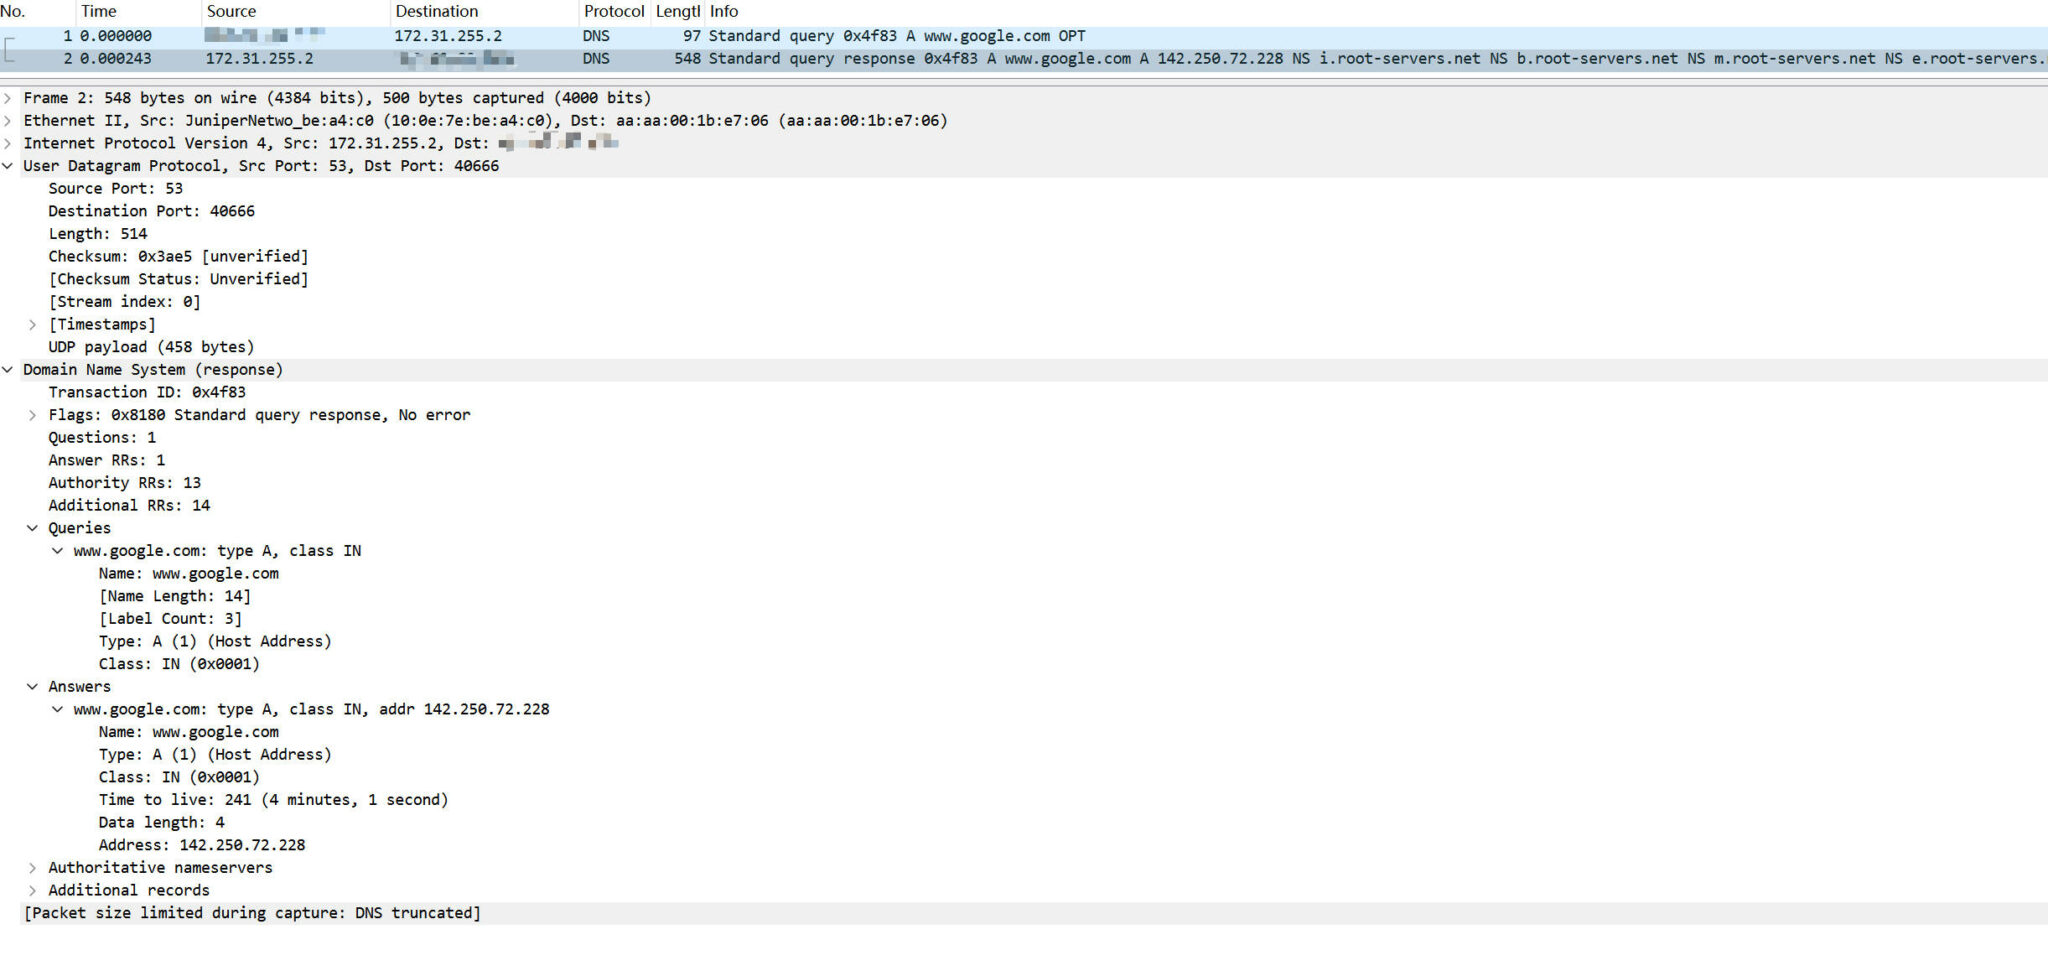 No. Time Source Destination Protocol Lengtl Info
1 0.000000 172.31.255.2 DNS 97 Standard query 0x4f83 A www.google.com OPT
2 0.000243 172.31.255.2 DNS 548 Standard query response 0x4f83 A www.google.com A 142.250.72.228 NS i.root-servers.net NS b.root-servers.net NS m.root-servers.net NS e.root-servers.
Frame 2: 548 bytes on wire (4384 bits), 500 bytes captured (4000 bits)
Ethernet II, Src: JuniperNetwo_be:a4:c0 (10:0e:7e:be:a4:c0), Dst: aa:aa:00:1b:e7:06 (aa:aa:00:1b:e7:06)
Internet Protocol Version 4, Src: 172.31.255.2, Dst:
User Datagram Protocol, Src Port: 53, Dst Port: 40666
Source Port: 53
Destination Port: 40666
Length: 514
Checksum: 0x3ae5 [unverified]
[Checksum Status: Unverified]
[Stream index: 0]
[Timestamps]
UDP payload (458 bytes)
Domain Name System (response)
Transaction ID: 0x4f83
Flags: 0x8180 Standard query response, No error
Questions: 1
Answer RRs: 1
Authority RRs: 13
Additional RRs: 14
Queries
www.google.com: type A, class IN
Name: www.google.com
[Name Length: 14]
[Label Count: 3]
Type: A (1) (Host Address)
Class: IN (0x0001)
Answers
www.google.com: type A, class IN, addr 142.250.72.228
Name: www.google.com
Type: A (1) (Host Address)
Class: IN (0x0001)
Time to live: 241 (4 minutes, 1 second)
Data length: 4
Address: 142.250.72.228
Authoritative nameservers
Additional records
[Packet size limited during capture: DNS truncated]